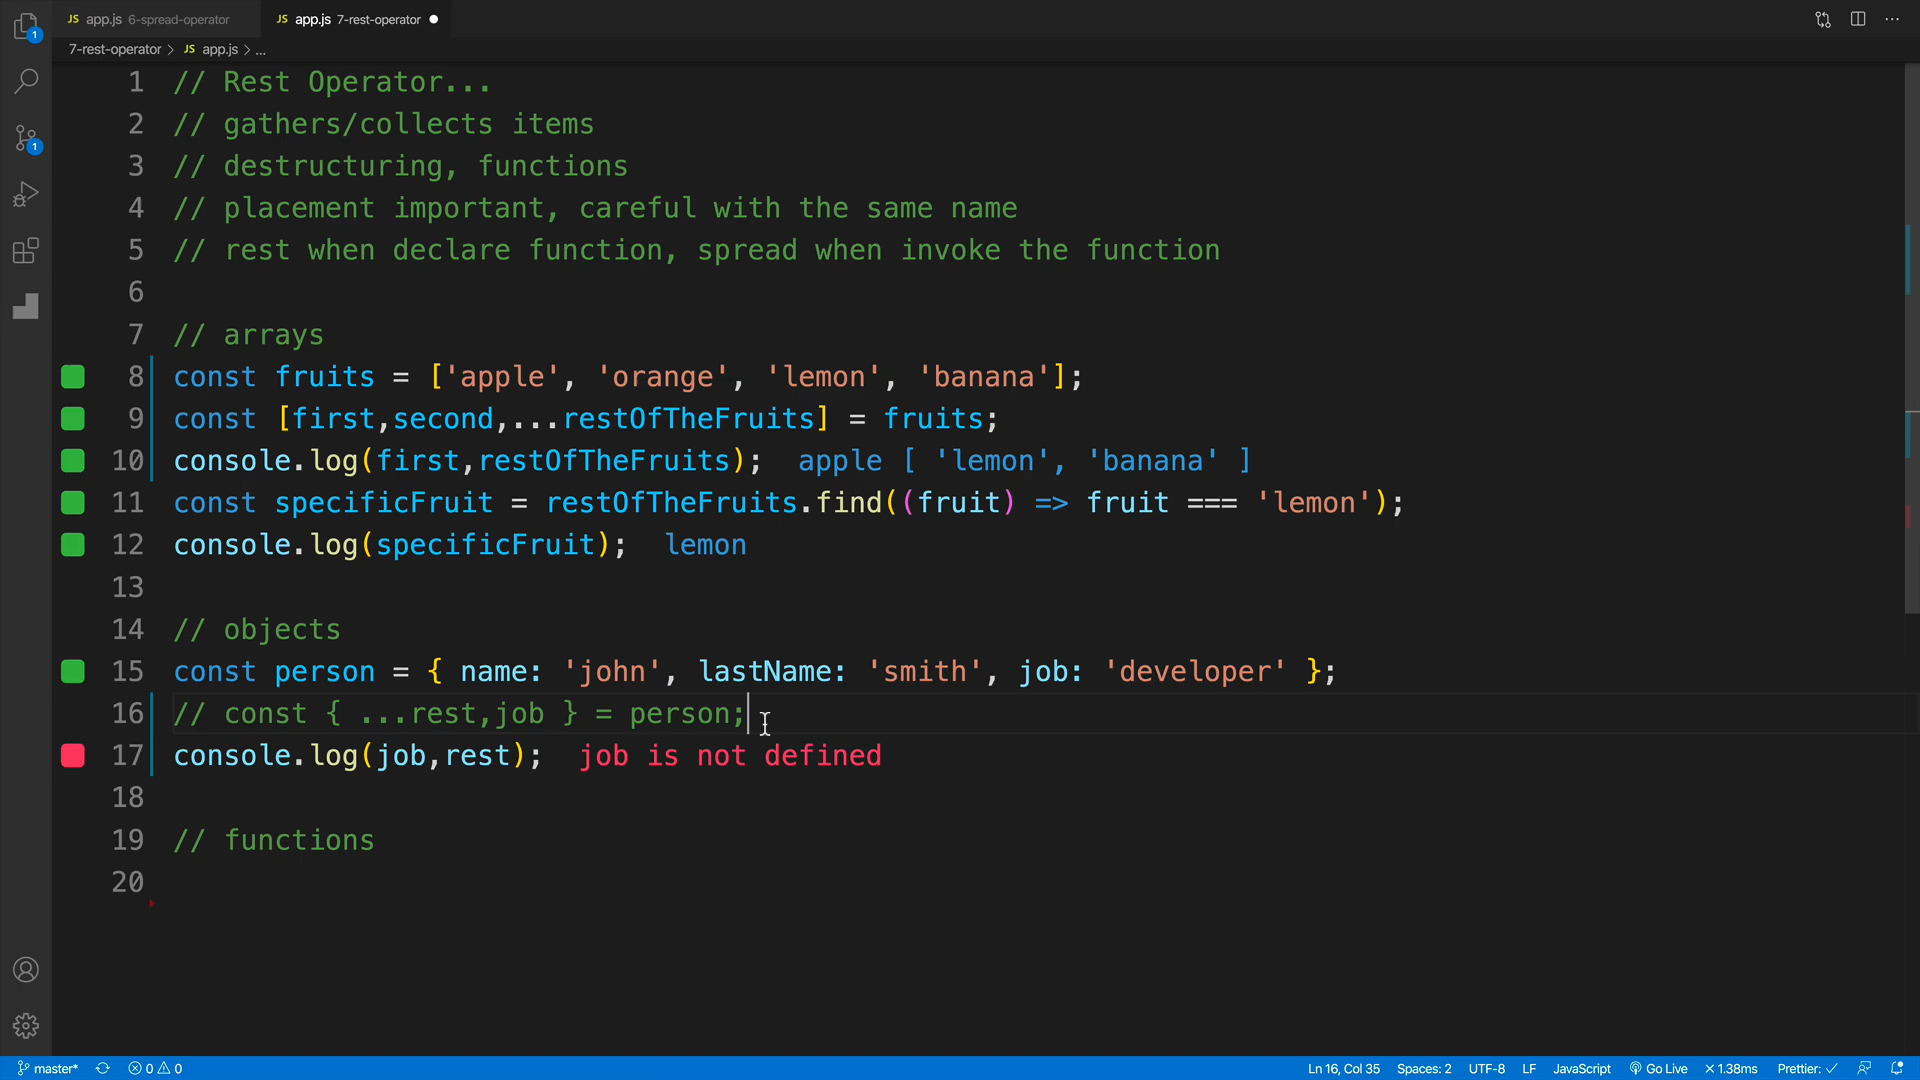 JS app.js 6-spread-operator
JS app.js 7-rest-operator
7-rest-operator > JS app.js > ...
1 // Rest Operator...
2 // gathers/collects items
3 // destructuring, functions
4 // placement important, careful with the same name
5 // rest when declare function, spread when invoke the function
6
7 // arrays
8 const fruits = ['apple', 'orange', 'lemon', 'banana'];
9 const [first,second,...restOfTheFruits] = fruits;
10 console.log(first,restOfTheFruits); apple [ 'lemon', 'banana' ]
11 const specificFruit = restOfTheFruits.find((fruit) => fruit === 'lemon');
12 console.log(specificFruit); lemon
13
14 // objects
15 const person = { name: 'john', lastName: 'smith', job: 'developer' };
16 // const { ...rest,job } = person;
17 console.log(job,rest); job is not defined
18
19 // functions
20
1
1
master* 0 0 Ln 16, Col 35 Spaces: 2 UTF-8 LF JavaScript Go Live × 1.38ms Prettier: ✓